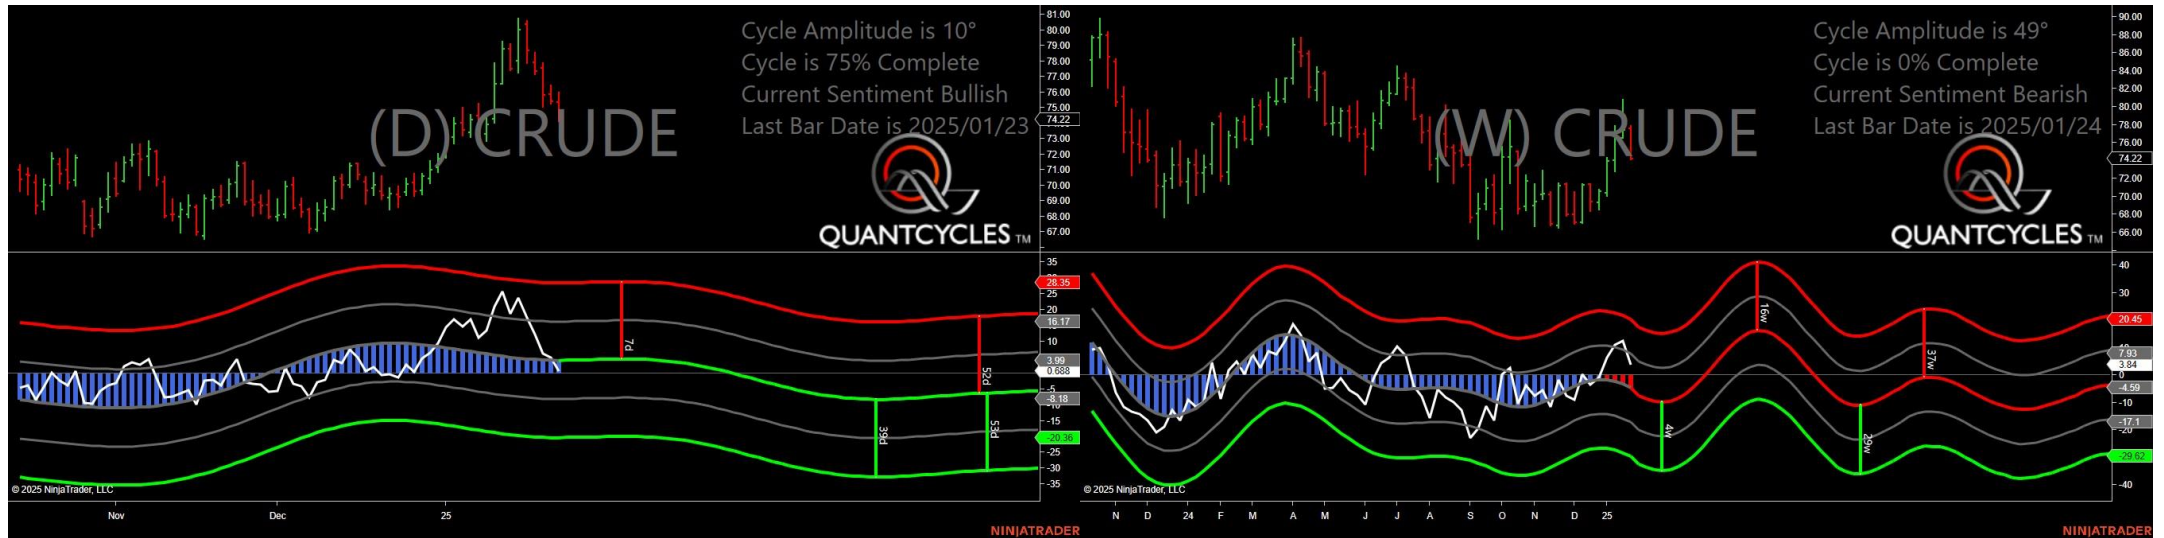 Cycle Amplitude is 10°
Cycle is 75% Complete
Current Sentiment Bullish
Last Bar Date is 2025/01/23
(D) CRUDE
QUANTCYCLES TM
81.00
80.00
79.00
78.00
77.00
76.00
75.00
74.22
73.00
72.00
71.00
70.00
69.00
68.00
67.00
35
28.35
25
20
16.17
10
3.99
0.688
-5
-8.18
-15
-20.36
-25
-30
-35
7d
39d
52d
53d
© 2025 NinjaTrader, LLC
Nov
Dec
25
NINJATRADER
Cycle Amplitude is 49°
Cycle is 0% Complete
Current Sentiment Bearish
Last Bar Date is 2025/01/24
(W) CRUDE
QUANTCYCLES TM
90.00
88.00
86.00
84.00
82.00
80.00
78.00
76.00
74.22
72.00
70.00
68.00
66.00
40
30
20.45
7.93
3.84
0
-4.59
-10
-17.1
-20
-29.62
-40
4w
16w
29w
37w
© 2025 NinjaTrader, LLC
N D 24 F M A M J J A S O N D 25
NINJATRADER